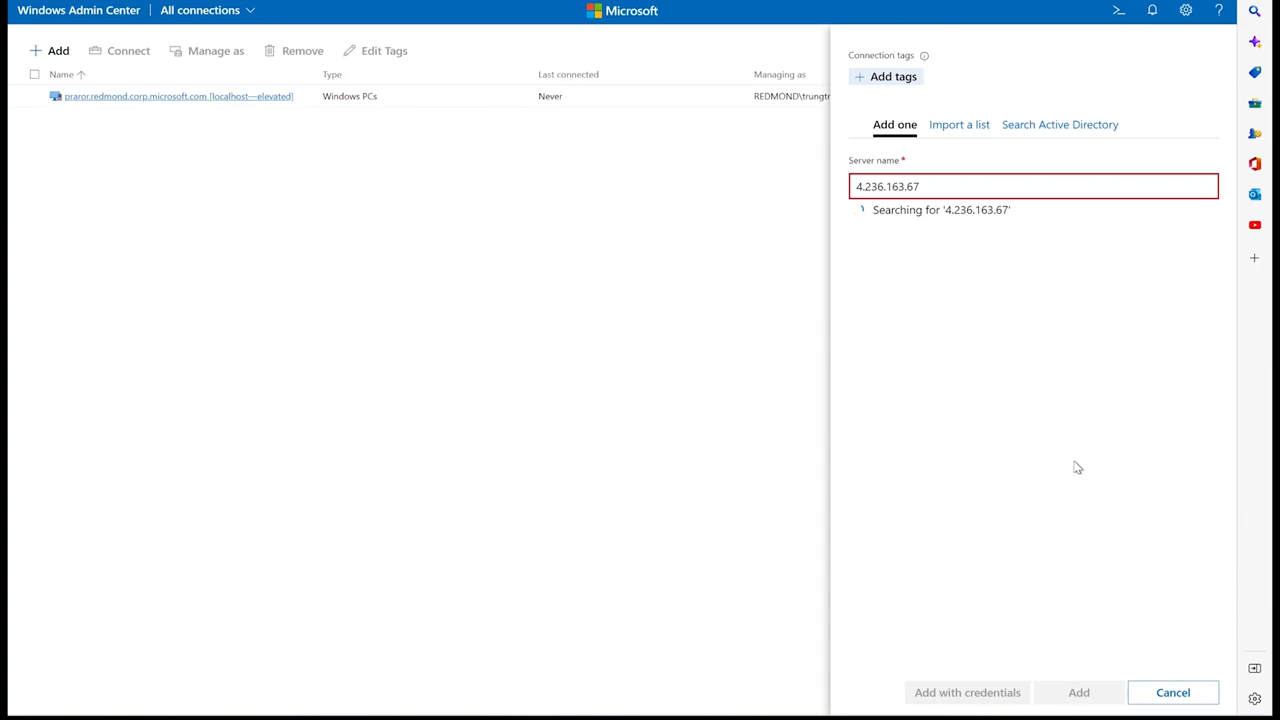 Windows Admin Center | All connections
Microsoft
Add Connect Manage as Remove Edit Tags
Name Type Last connected Managing as
praror.redmond.corp.microsoft.com [localhost—elevated] Windows PCs Never
Connection tags
Add tags
Add one Import a list Search Active Directory
Server name*
4.236.163.67
Searching for '4.236.163.67'
Add with credentials Add Cancel